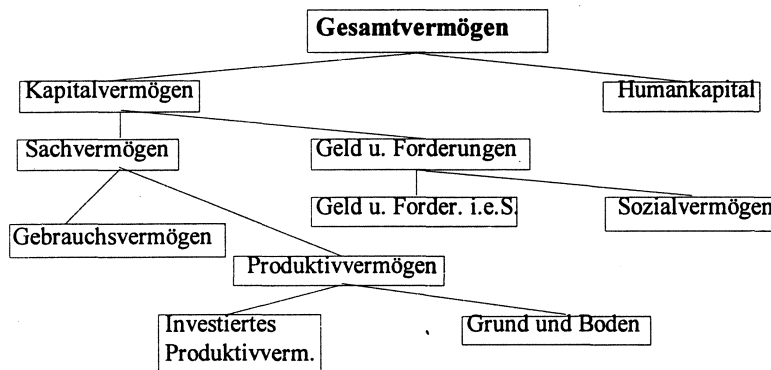 Gesamtvermögen
Kapitalvermögen
Humankapital
Sachvermögen
Geld u. Forderungen
Geld u. Forder. i.e.S.
Sozialvermögen
Gebrauchsvermögen
Produktivvermögen
Investiertes
Produktivverm.
Grund und Boden